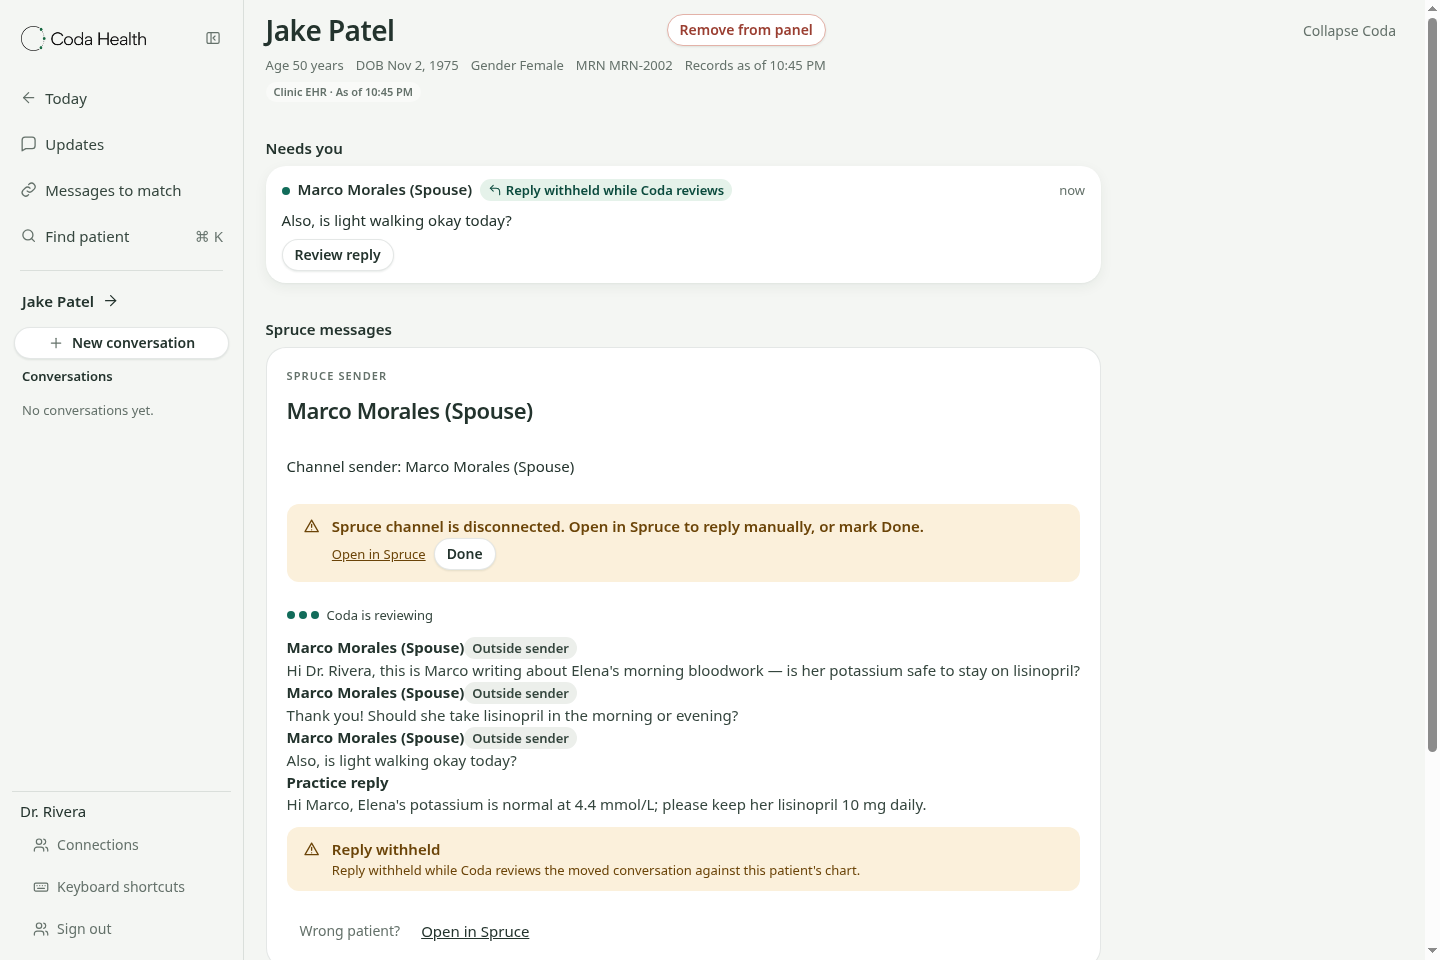 Coda Health
Today
Updates
Messages to match
Find patient ⌘ K
Jake Patel
New conversation
Conversations
No conversations yet.
Dr. Rivera
Connections
Keyboard shortcuts
Sign out
Jake Patel
Remove from panel
Collapse Coda
Age 50 years DOB Nov 2, 1975 Gender Female MRN MRN-2002 Records as of 10:45 PM
Clinic EHR · As of 10:45 PM
Needs you
Marco Morales (Spouse) Reply withheld while Coda reviews now
Also, is light walking okay today?
Review reply
Spruce messages
SPRUCE SENDER
Marco Morales (Spouse)
Channel sender: Marco Morales (Spouse)
Spruce channel is disconnected. Open in Spruce to reply manually, or mark Done.
Open in Spruce Done
Coda is reviewing
Marco Morales (Spouse) Outside sender
Hi Dr. Rivera, this is Marco writing about Elena's morning bloodwork — is her potassium safe to stay on lisinopril?
Marco Morales (Spouse) Outside sender
Thank you! Should she take lisinopril in the morning or evening?
Marco Morales (Spouse) Outside sender
Also, is light walking okay today?
Practice reply
Hi Marco, Elena's potassium is normal at 4.4 mmol/L; please keep her lisinopril 10 mg daily.
Reply withheld
Reply withheld while Coda reviews the moved conversation against this patient's chart.
Wrong patient? Open in Spruce